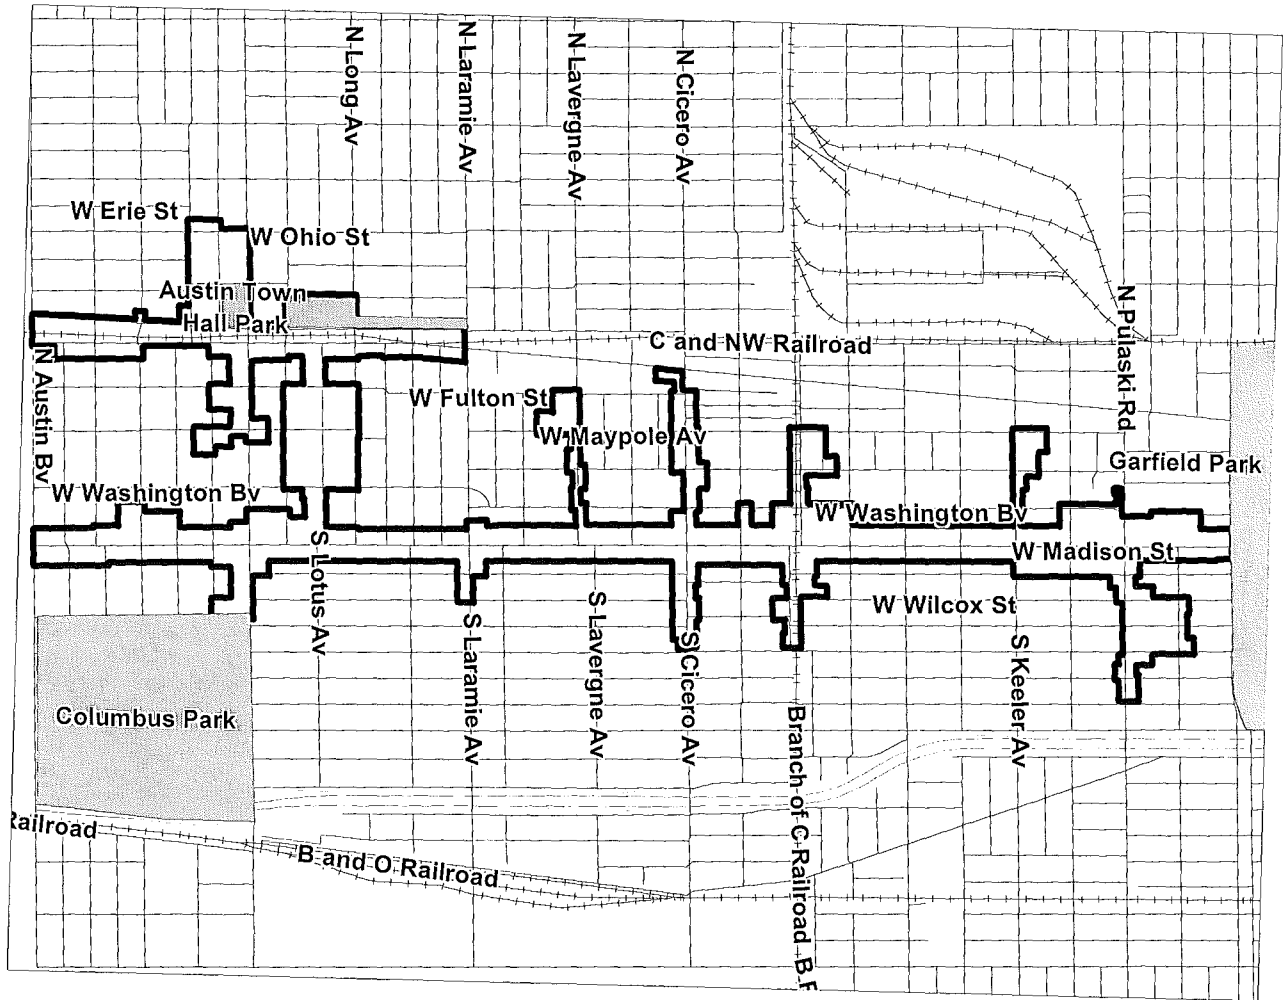 N Long Av
N Laramie Av
N Lavergne Av
N Cicero Av
W Erie St
W Ohio St
Austin Town
Hall Park
N Pulaski Rd
C and NW Railroad
N Austin Bv
W Fulton St
W Maypole Av
Garfield Park
W Washington Bv
W Washington Bv
W Madison St
S Lotus Av
S Laramie Av
S Lavergne Av
S Cicero Av
W Wilcox St
S Keeler Av
Columbus Park
Branch of C Railroad B
Railroad
B and O Railroad